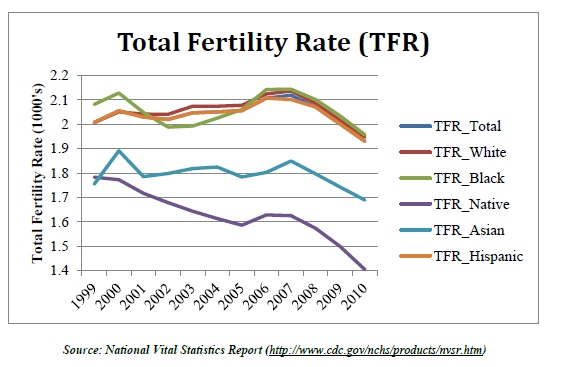 Total Fertility Rate (TFR)
Total Fertility Rate (1000's)
2.2
2.1
2
1.9
1.8
1.7
1.6
1.5
1.4
1999 2000 2001 2002 2003 2004 2005 2006 2007 2008 2009 2010
TFR_Total
TFR_White
TFR_Black
TFR_Native
TFR_Asian
TFR_Hispanic
Source: National Vital Statistics Report (http://www.cdc.gov/nchs/products/nvsr.htm)